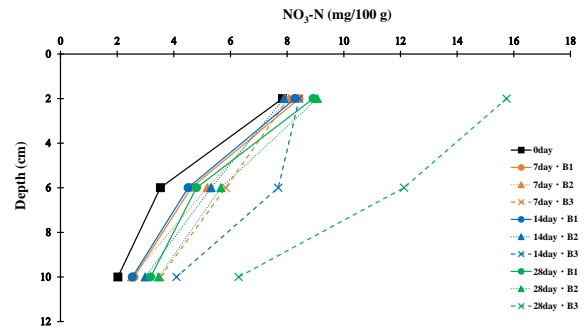 NO₃-N (mg/100 g)
0 2 4 6 8 10 12 14 16 18
0
2
4
6
8
10
12
Depth (cm)
0day
7day・B1
7day・B2
7day・B3
14day・B1
14day・B2
14day・B3
28day・B1
28day・B2
28day・B3